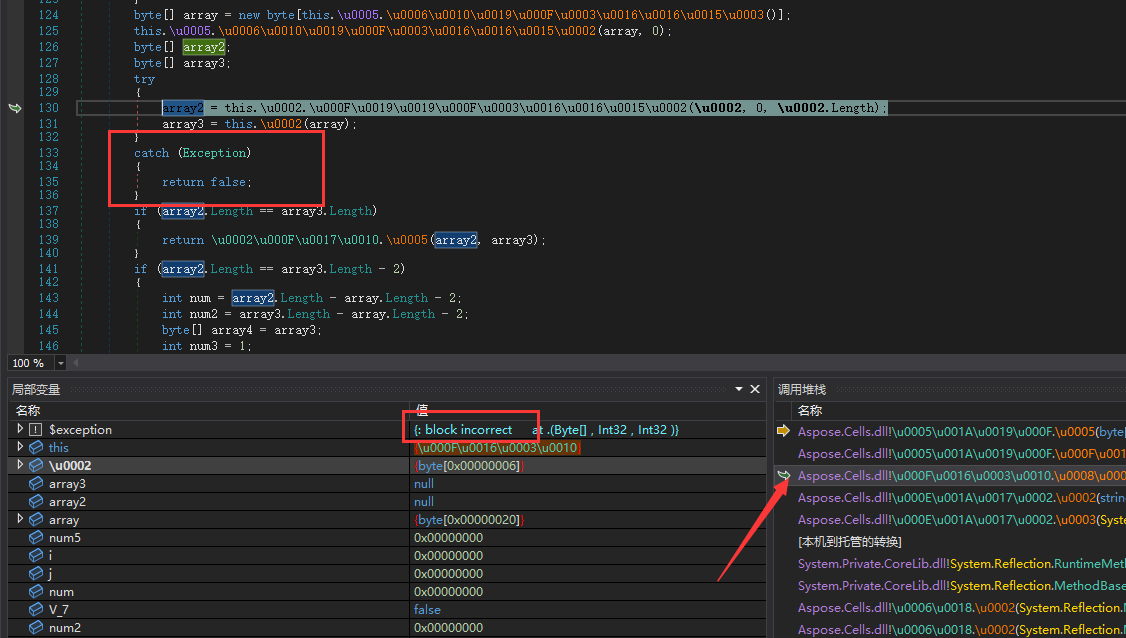 123 }
124 byte[] array = new byte[this.\u0005.\u0006\u0010\u0019\u000F\u0003\u0016\u0016\u0015\u0003()];
125 this.\u0005.\u0006\u0010\u0019\u000F\u0003\u0016\u0016\u0015\u0002(array, 0);
126 byte[] array2;
127 byte[] array3;
128 try
129 {
130 array2 = this.\u0002.\u000F\u0019\u0019\u000F\u0003\u0016\u0016\u0015\u0002(\u0002, 0, \u0002.Length);
131 array3 = this.\u0002(array);
132 }
133 catch (Exception)
134 {
135 return false;
136 }
137 if (array2.Length == array3.Length)
138 {
139 return \u0002\u000F\u0017\u0010.\u0005(array2, array3);
140 }
141 if (array2.Length == array3.Length - 2)
142 {
143 int num = array2.Length - array.Length - 2;
144 int num2 = array3.Length - array.Length - 2;
145 byte[] array4 = array3;
146 int num3 = 1;
100 %
局部变量
名称 值
$exception {: block incorrect at .(Byte[] , Int32 , Int32 )}
this {\u000F\u0016\u0003\u0010}
\u0002 {byte[0x00000006]}
array3 null
array2 null
array {byte[0x00000020]}
num5 0x00000000
i 0x00000000
j 0x00000000
num 0x00000000
V_7 false
num2 0x00000000
调用堆栈
名称
Aspose.Cells.dll!\u0005\u001A\u0019\u000F.\u0005(byte[
Aspose.Cells.dll!\u0005\u001A\u0019\u000F.\u000F\u001
Aspose.Cells.dll!\u000F\u0016\u0003\u0010.\u0008\u000
Aspose.Cells.dll!\u000E\u001A\u0017\u0002.\u0002(strin
Aspose.Cells.dll!\u000E\u001A\u0017\u0002.\u0003(Syste
[本机到托管的转换]
System.Private.CoreLib.dll!System.Reflection.RuntimeMeth
System.Private.CoreLib.dll!System.Reflection.MethodBase
Aspose.Cells.dll!\u0006\u0018.\u0002(System.Reflection.M
Aspose.Cells.dll!\u0006\u0018.\u0002(System.Reflection.M